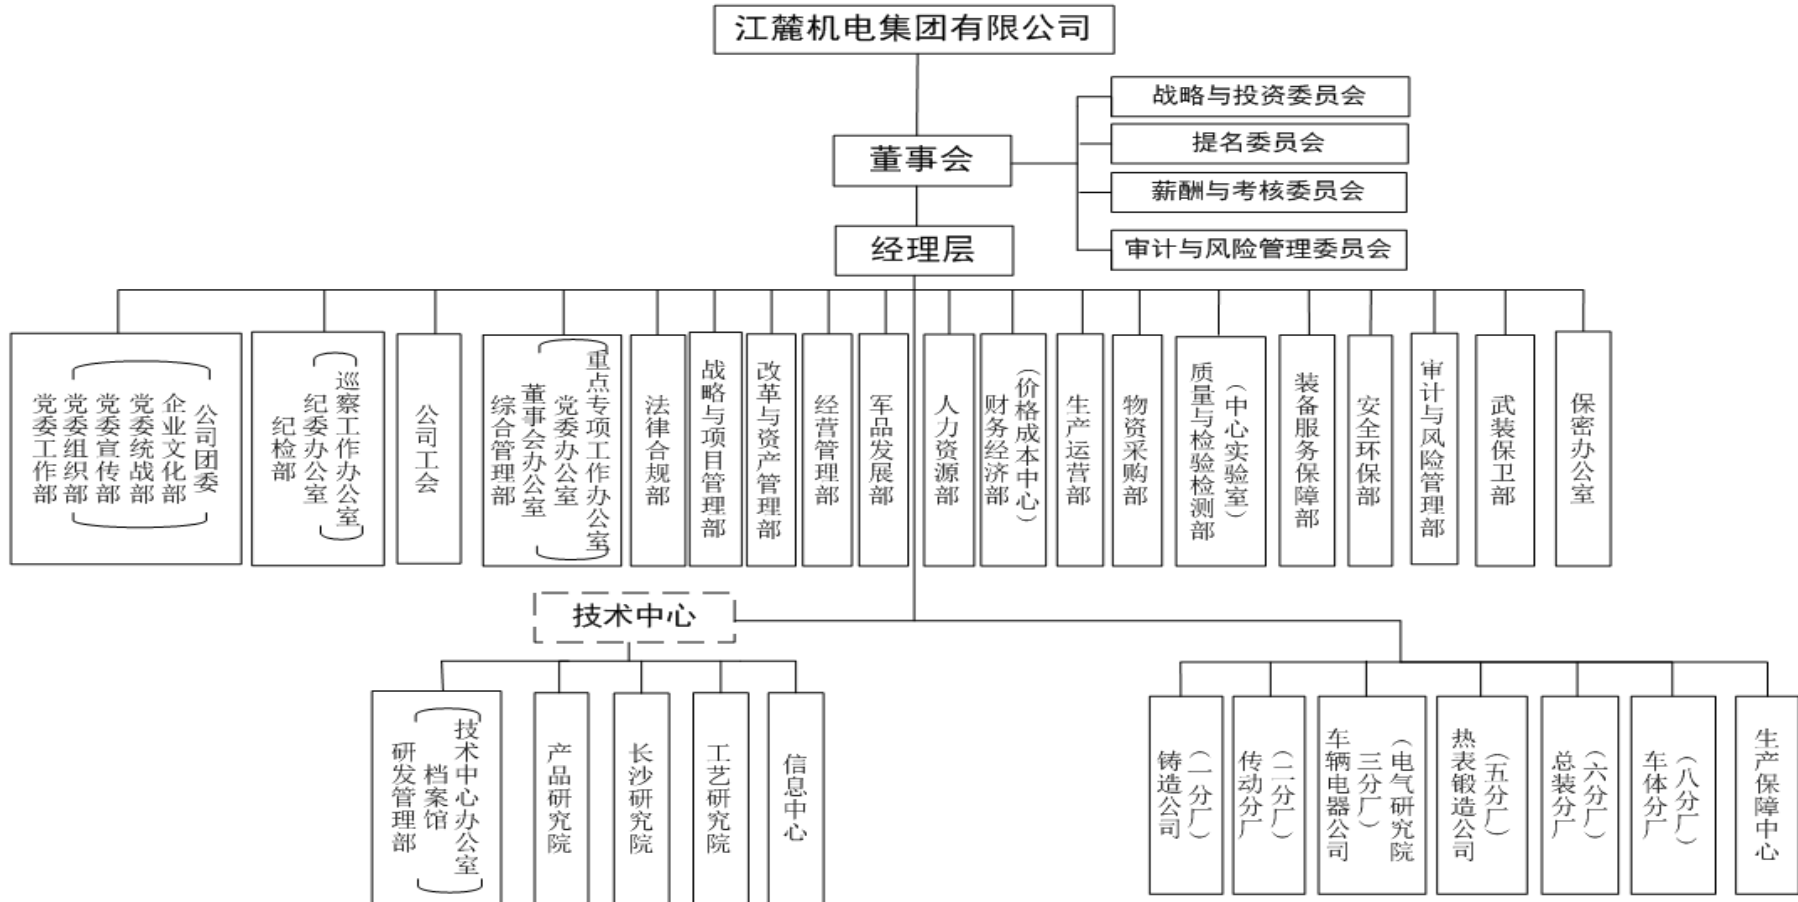 江麓机电集团有限公司
战略与投资委员会
提名委员会
董事会
薪酬与考核委员会
经理层
审计与风险管理委员会
党委工作部
党委组织部
党委宣传部
党委统战部
企业文化部
公司团委
纪检部
纪委办公室
巡察工作办公室
公司工会
综合管理部
董事会办公室
党委办公室
重点专项工作办公室
法律合规部
战略与项目管理部
改革与资产管理部
经营管理部
军品发展部
人力资源部
财务经济部
（价格成本中心）
生产运营部
物资采购部
质量与检验检测部
（中心实验室）
装备服务保障部
安全环保部
审计与风险管理部
武装保卫部
保密办公室
技术中心
研发管理部
档案馆
技术中心办公室
产品研究院
长沙研究院
工艺研究院
信息中心
铸造公司
（一分厂）
传动分厂
（二分厂）
车辆电器公司
三分厂）
（电气研究院
热表锻造公司
（五分厂）
总装分厂
（六分厂）
车体分厂
（八分厂）
生产保障中心